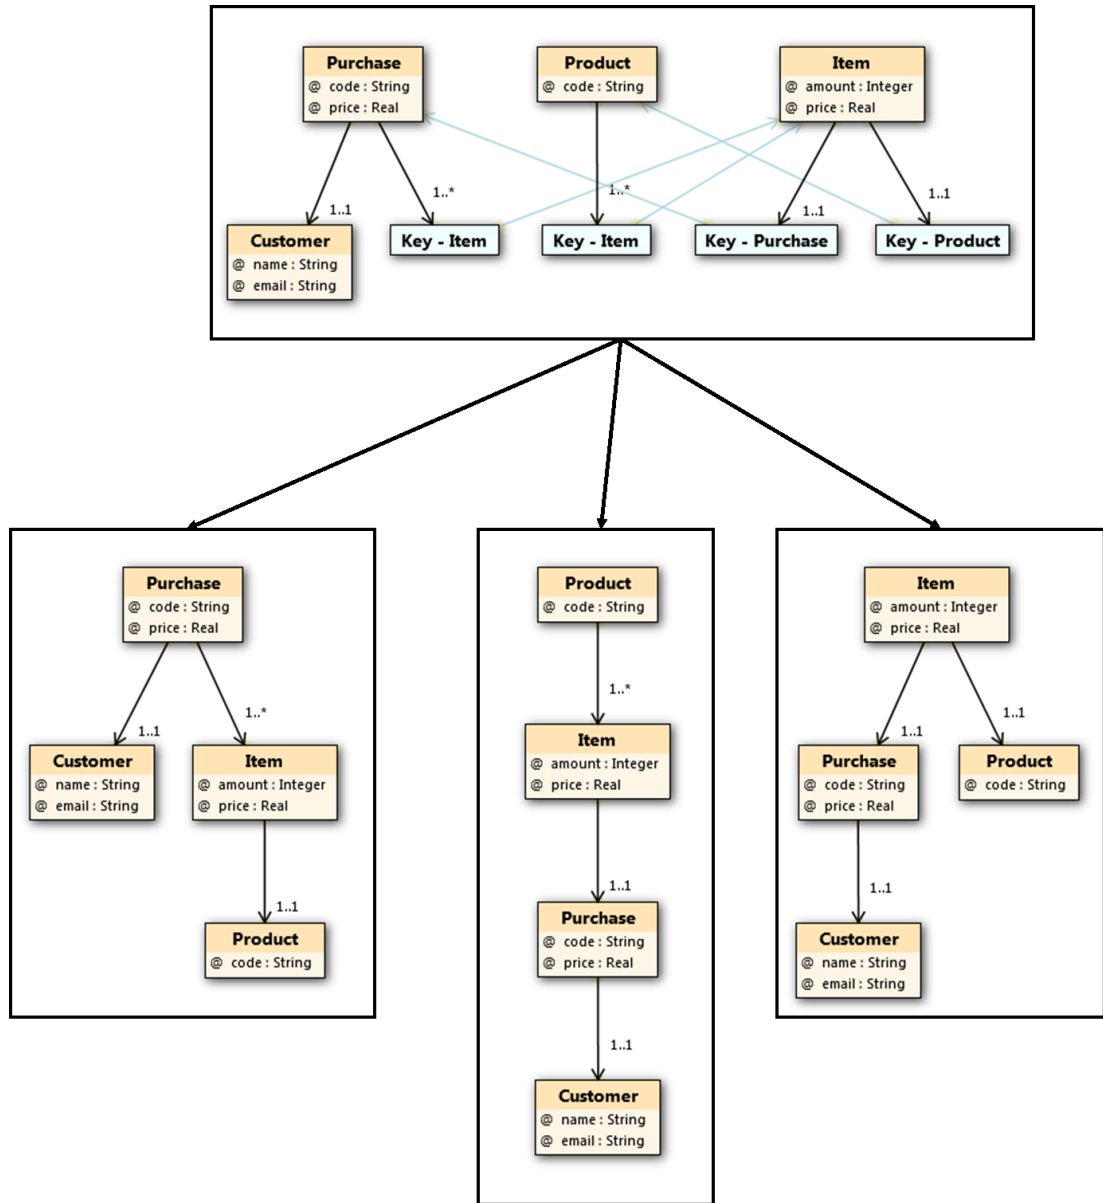 Purchase
@ code : String
@ price : Real
Product
@ code : String
Item
@ amount : Integer
@ price : Real
1..1
1..*
1..*
1..1
1..1
Customer
@ name : String
@ email : String
Key - Item
Key - Item
Key - Purchase
Key - Product
Purchase
@ code : String
@ price : Real
1..1
1..*
Customer
@ name : String
@ email : String
Item
@ amount : Integer
@ price : Real
1..1
Product
@ code : String
Product
@ code : String
1..*
Item
@ amount : Integer
@ price : Real
1..1
Purchase
@ code : String
@ price : Real
1..1
Customer
@ name : String
@ email : String
Item
@ amount : Integer
@ price : Real
1..1
1..1
Purchase
@ code : String
@ price : Real
Product
@ code : String
1..1
Customer
@ name : String
@ email : String